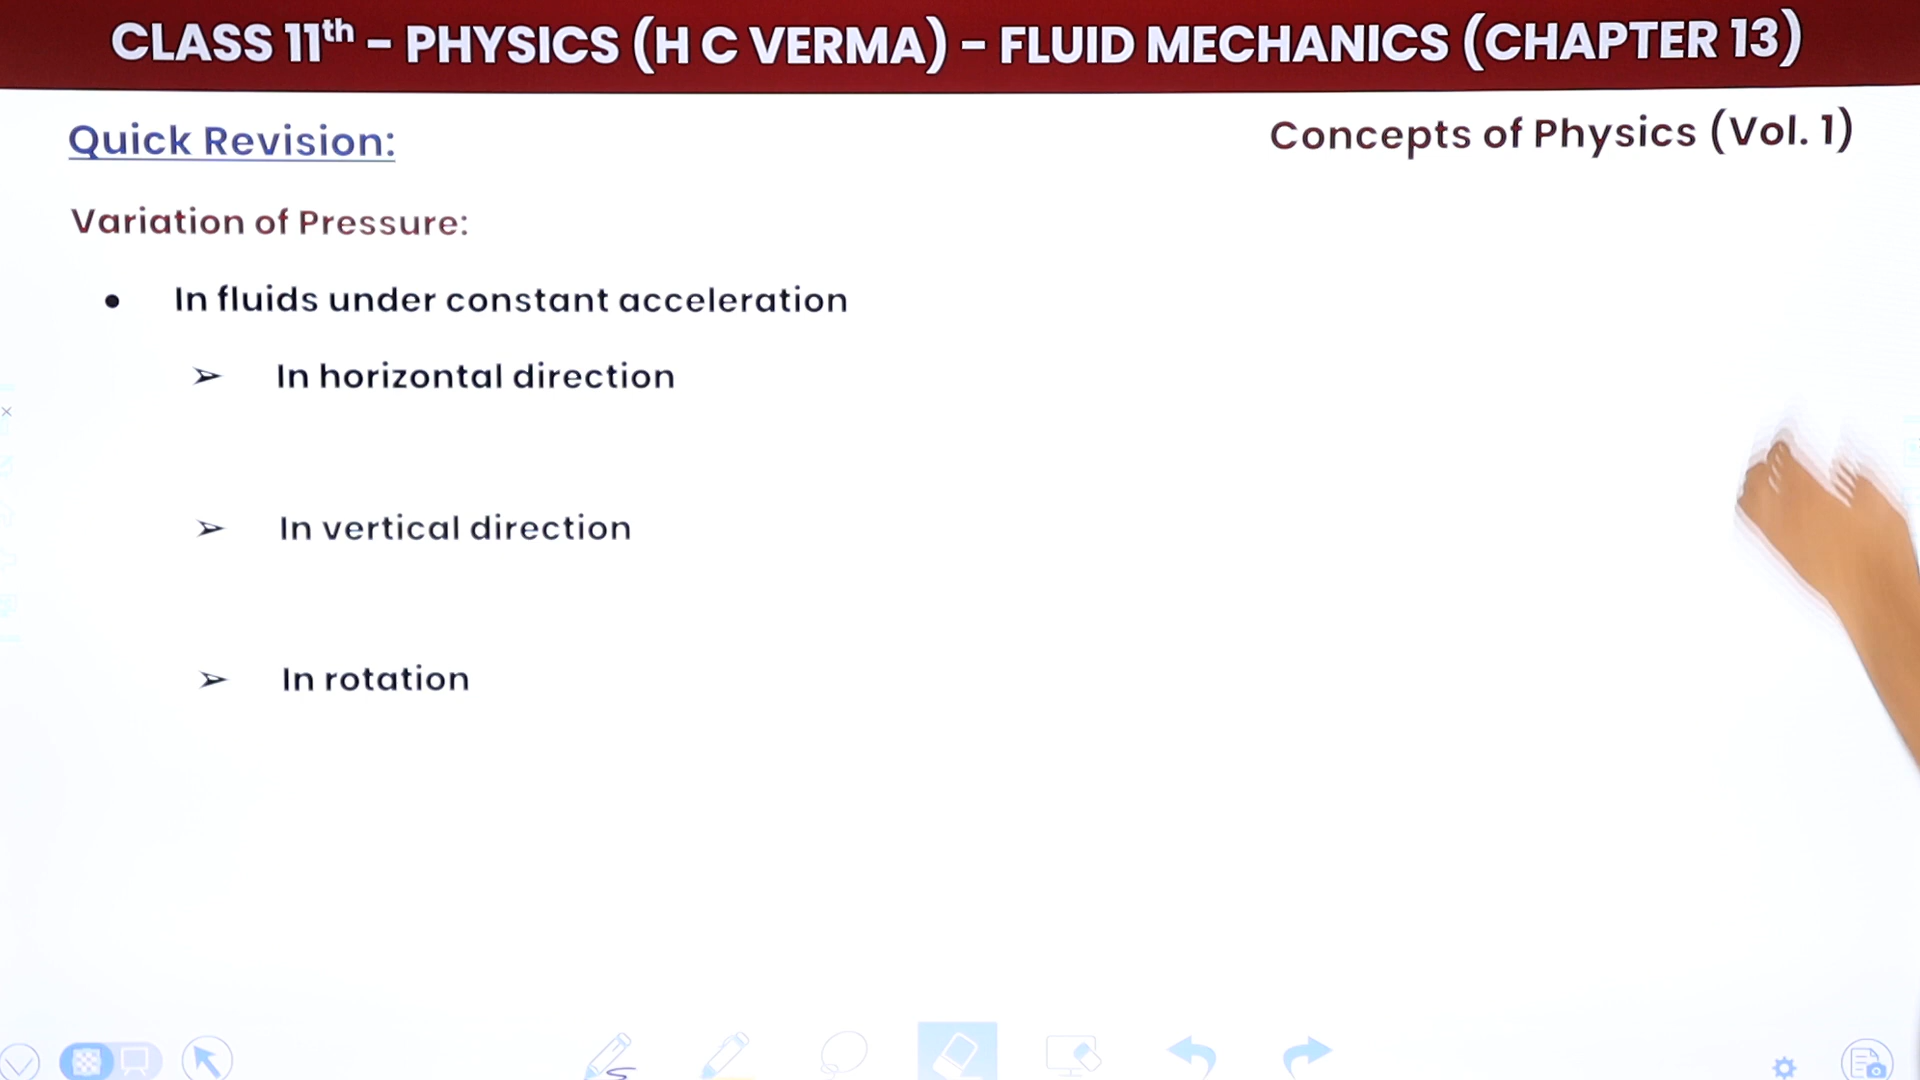 CLASS 11th - PHYSICS (H C VERMA) - FLUID MECHANICS (CHAPTER 13)
Quick Revision:
Concepts of Physics (Vol. 1)
Variation of Pressure:
• In fluids under constant acceleration
➢ In horizontal direction
➢ In vertical direction
➢ In rotation